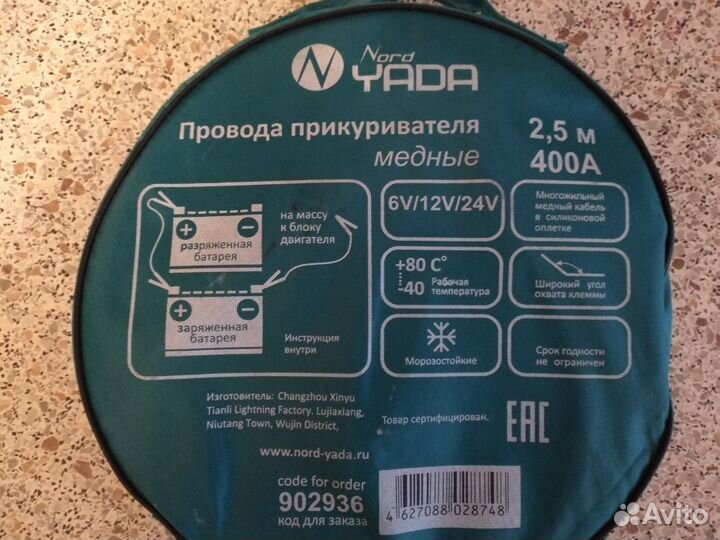 Nord
YADA
Провода прикуривателя
медные
2,5 м
400А
на массу
к блоку
двигателя
+ −
разряженная
батарея
+ −
заряженная
батарея
Инструкция
внутри
6V/12V/24V
Многожильный
медный кабель
в силиконовой
оплетке
+80 C°
-40 Рабочая
температура
Широкий угол
охвата клеммы
Морозостойкие
Срок годности
не ограничен
Изготовитель: Changzhou Xinyu
Tianli Lightning Factory. Lujiaxiang,
Niutang Town, Wujin District,
Товар сертифицирован.
EAC
www.nord-yada.ru
code for order
902936
код для заказа
4 627088 028748
Avito